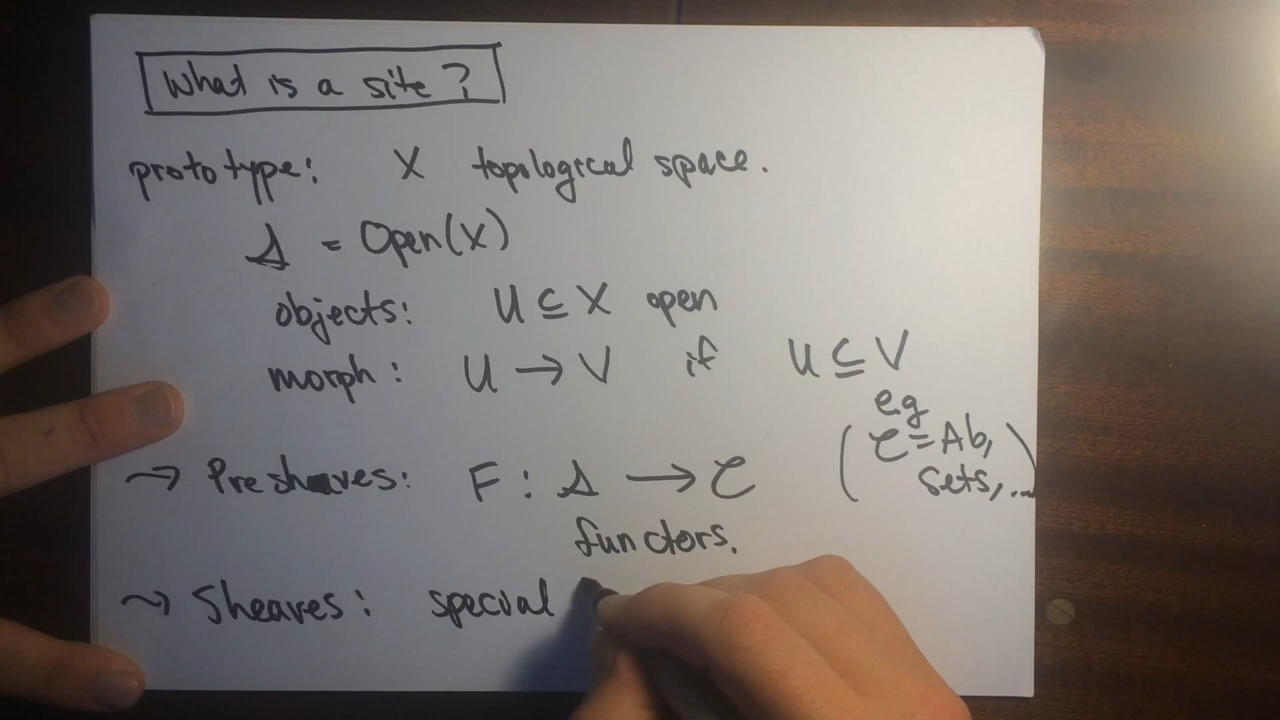 What is a site?
prototype: X topological space.
𝒮 = Open(X)
objects: U ⊆ X open
morph: U → V if U ⊆ V
eg
(𝒞 = Ab,
Sets, ...)
⇝ Presheaves: F : 𝒮 → 𝒞
functors.
⇝ Sheaves: special